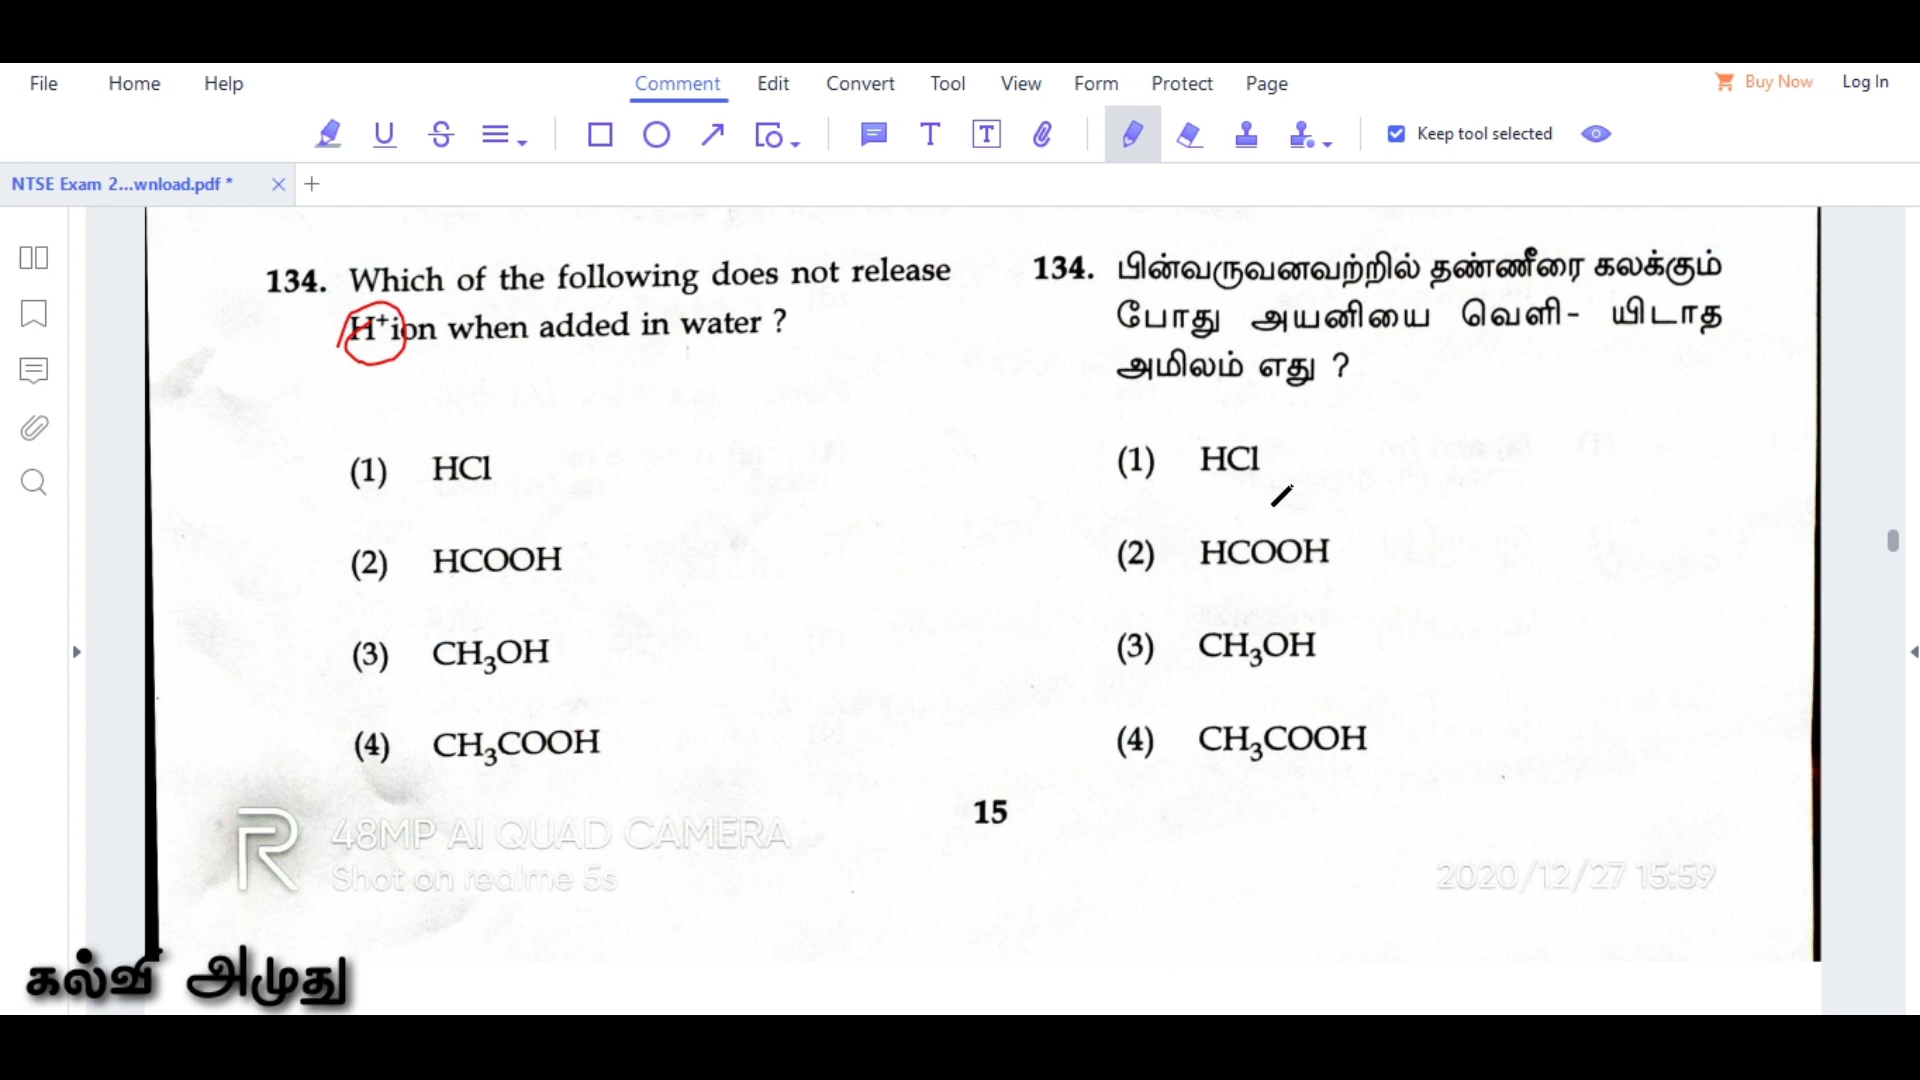 File Home Help Comment Edit Convert Tool View Form Protect Page Buy Now Log In
Keep tool selected
NTSE Exam 2...wnload.pdf *
134. Which of the following does not release
H⁺ion when added in water ?
(1) HCl
(2) HCOOH
(3) CH₃OH
(4) CH₃COOH
134. பின்வருவனவற்றில் தண்ணீரை கலக்கும்
போது அயனியை வெளி- யிடாத
அமிலம் எது ?
(1) HCl
(2) HCOOH
(3) CH₃OH
(4) CH₃COOH
15
R 48MP AI QUAD CAMERA
Shot on realme 5s
2020/12/27 15:59
கல்வி அமுது